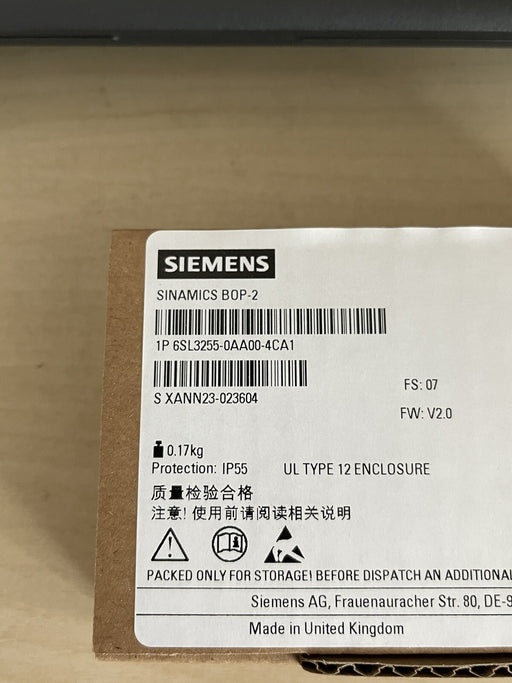 SIEMENS
SINAMICS BOP-2
1P 6SL3255-0AA00-4CA1
S XANN23-023604
FS: 07
FW: V2.0
0.17kg
Protection: IP55 UL TYPE 12 ENCLOSURE
质量检验合格
注意! 使用前请阅读相关说明
PACKED ONLY FOR STORAGE! BEFORE DISPATCH AN ADDITIONAL
Siemens AG, Frauenauracher Str. 80, DE-9
Made in United Kingdom